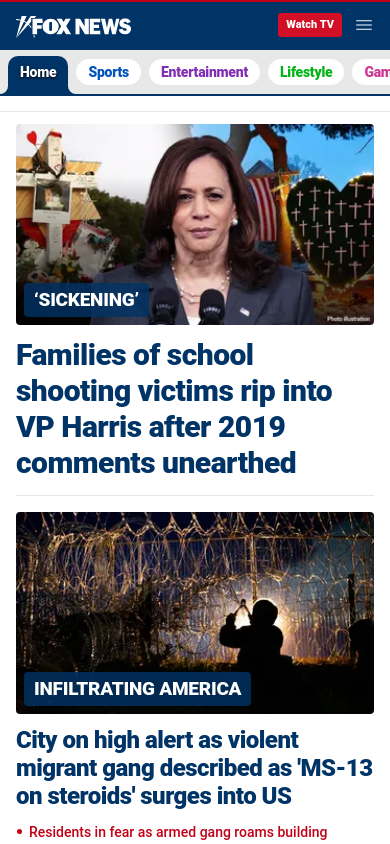 FOX NEWS
Watch TV
Home
Sports
Entertainment
Lifestyle
Gam
‘SICKENING’
Photo Illustration
Families of school
shooting victims rip into
VP Harris after 2019
comments unearthed
INFILTRATING AMERICA
City on high alert as violent
migrant gang described as 'MS-13
on steroids' surges into US
• Residents in fear as armed gang roams building